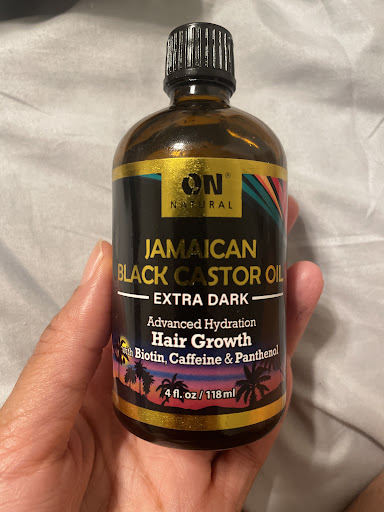 ON®
NATURAL
JAMAICAN
BLACK CASTOR OIL
EXTRA DARK
Advanced Hydration
Hair Growth
with Biotin, Caffeine & Panthenol
4 fl. oz / 118 ml